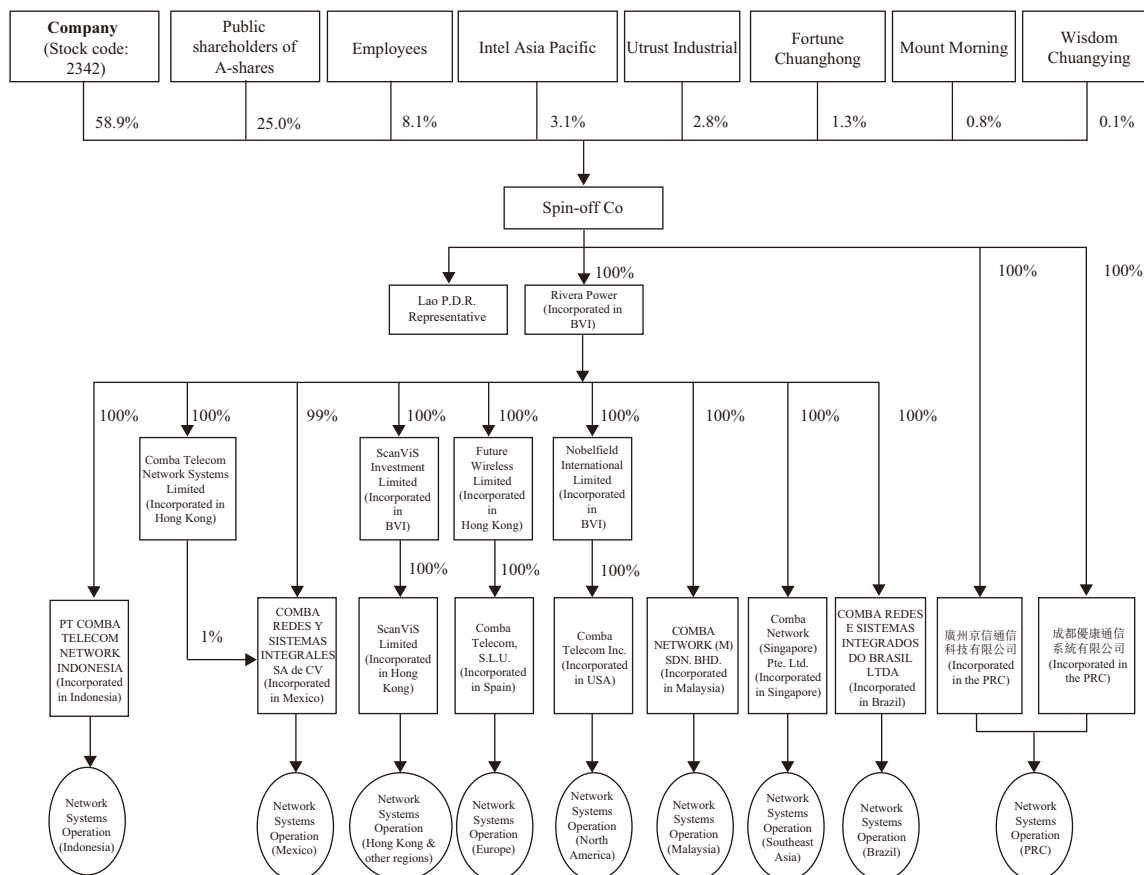 Company
(Stock code:
2342)
Public
shareholders of
A-shares
Employees
Intel Asia Pacific
Utrust Industrial
Fortune
Chuanghong
Mount Morning
Wisdom
Chuangying
58.9%
25.0%
8.1%
3.1%
2.8%
1.3%
0.8%
0.1%
Spin-off Co
100%
100%
100%
Lao P.D.R.
Representative
Rivera Power
(Incorporated in
BVI)
100%
100%
99%
100%
100%
100%
100%
100%
100%
Comba Telecom
Network Systems
Limited
(Incorporated in
Hong Kong)
ScanViS
Investment
Limited
(Incorporated in
BVI)
Future
Wireless
Limited
(Incorporated
in
Hong Kong)
Nobelfield
International
Limited
(Incorporated
in
BVI)
100%
100%
100%
1%
PT COMBA
TELECOM
NETWORK
INDONESIA
(Incorporated
in Indonesia)
COMBA
REDES Y
SISTEMAS
INTEGRALES
SA de CV
(Incorporated
in Mexico)
ScanViS
Limited
(Incorporated
in Hong
Kong)
Comba
Telecom,
S.L.U.
(Incorporated
in Spain)
Comba
Telecom Inc.
(Incorporated
in USA)
COMBA
NETWORK (M)
SDN. BHD.
(Incorporated
in Malaysia)
Comba
Network
(Singapore)
Pte. Ltd.
(Incorporated
in Singapore)
COMBA REDES
E SISTEMAS
INTEGRADOS
DO BRASIL
LTDA
(Incorporated
in Brazil)
廣州京信通信
科技有限公司
(Incorporated
in the PRC)
成都優康通信
系統有限公司
(Incorporated in
the PRC)
Network
Systems
Operation
(Indonesia)
Network
Systems
Operation
(Mexico)
Network
Systems
Operation
(Hong Kong &
other regions)
Network
Systems
Operation
(Europe)
Network
Systems
Operation
(North
America)
Network
Systems
Operation
(Malaysia)
Network
Systems
Operation
(Southeast
Asia)
Network
Systems
Operation
(Brazil)
Network
Systems
Operation
(PRC)